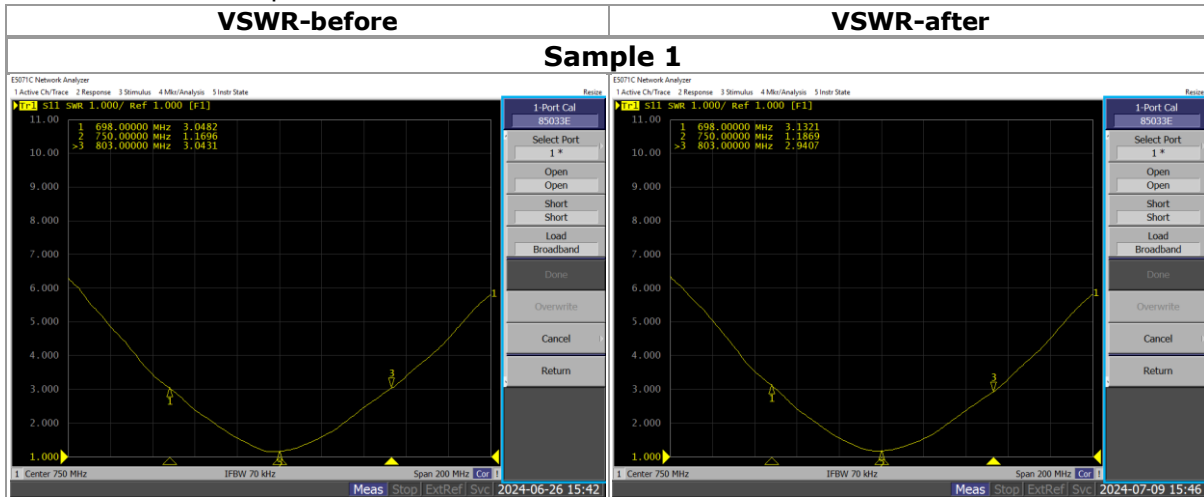 VSWR-before
VSWR-after
Sample 1
E5071C Network Analyzer
1 Active Ch/Trace 2 Response 3 Stimulus 4 Mkr/Analysis 5 Instr State
Resize
Tr1 S11 SWR 1.000/ Ref 1.000 [F1]
1 698.00000 MHz 3.0482
2 750.00000 MHz 1.1696
>3 803.00000 MHz 3.0431
11.00
10.00
9.000
8.000
7.000
6.000
5.000
4.000
3.000
2.000
1.000
1
3
1
2
1-Port Cal
85033E
Select Port
1 *
Open
Open
Short
Short
Load
Broadband
Done
Overwrite
Cancel
Return
1 Center 750 MHz IFBW 70 kHz Span 200 MHz Cor !
Meas Stop ExtRef Svc 2024-06-26 15:42
E5071C Network Analyzer
1 Active Ch/Trace 2 Response 3 Stimulus 4 Mkr/Analysis 5 Instr State
Resize
Tr1 S11 SWR 1.000/ Ref 1.000 [F1]
1 698.00000 MHz 3.1321
2 750.00000 MHz 1.1869
>3 803.00000 MHz 2.9407
11.00
10.00
9.000
8.000
7.000
6.000
5.000
4.000
3.000
2.000
1.000
1
3
1
2
1-Port Cal
85033E
Select Port
1 *
Open
Open
Short
Short
Load
Broadband
Done
Overwrite
Cancel
Return
1 Center 750 MHz IFBW 70 kHz Span 200 MHz Cor !
Meas Stop ExtRef Svc 2024-07-09 15:46